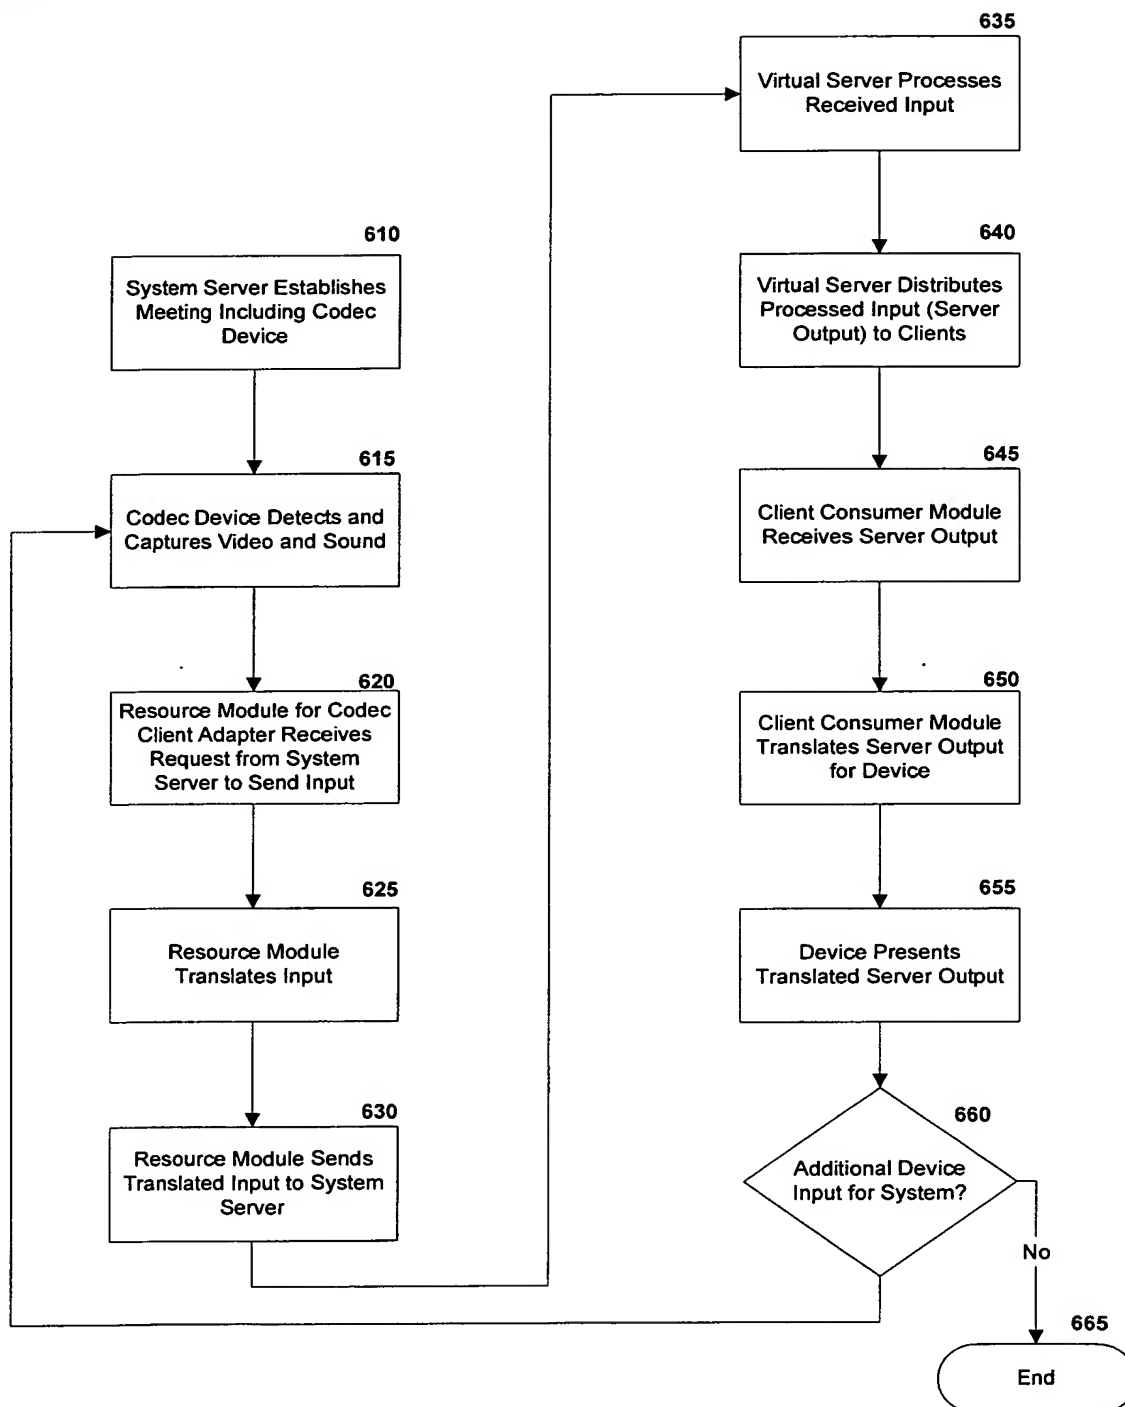 610
System Server Establishes
Meeting Including Codec
Device
615
Codec Device Detects and
Captures Video and Sound
620
Resource Module for Codec
Client Adapter Receives
Request from System
Server to Send Input
625
Resource Module
Translates Input
630
Resource Module Sends
Translated Input to System
Server
635
Virtual Server Processes
Received Input
640
Virtual Server Distributes
Processed Input (Server
Output) to Clients
645
Client Consumer Module
Receives Server Output
650
Client Consumer Module
Translates Server Output
for Device
655
Device Presents
Translated Server Output
660
Additional Device
Input for System?
No
665
End